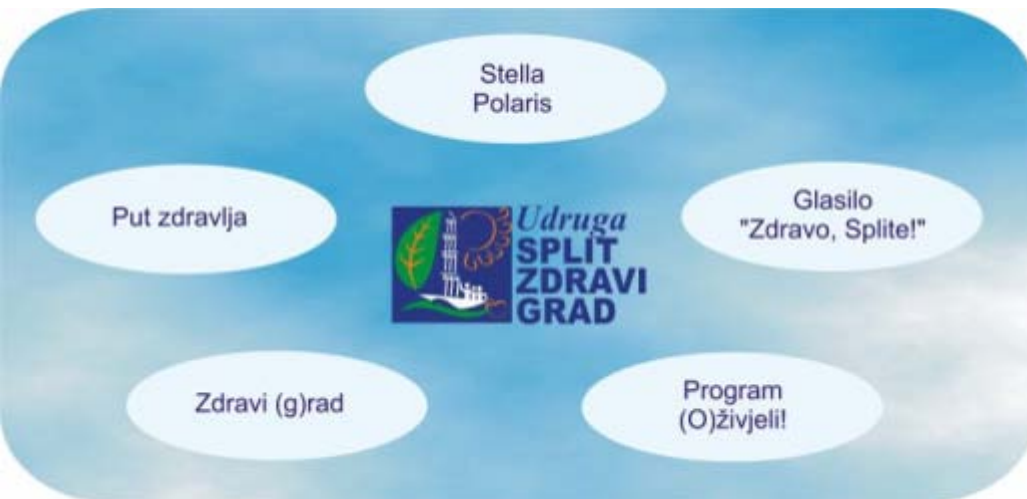 Stella
Polaris
Put zdravlja
Glasilo
"Zdravo, Splite!"
Udruga
SPLIT
ZDRAVI
GRAD
Zdravi (g)rad
Program
(O)živjeli!